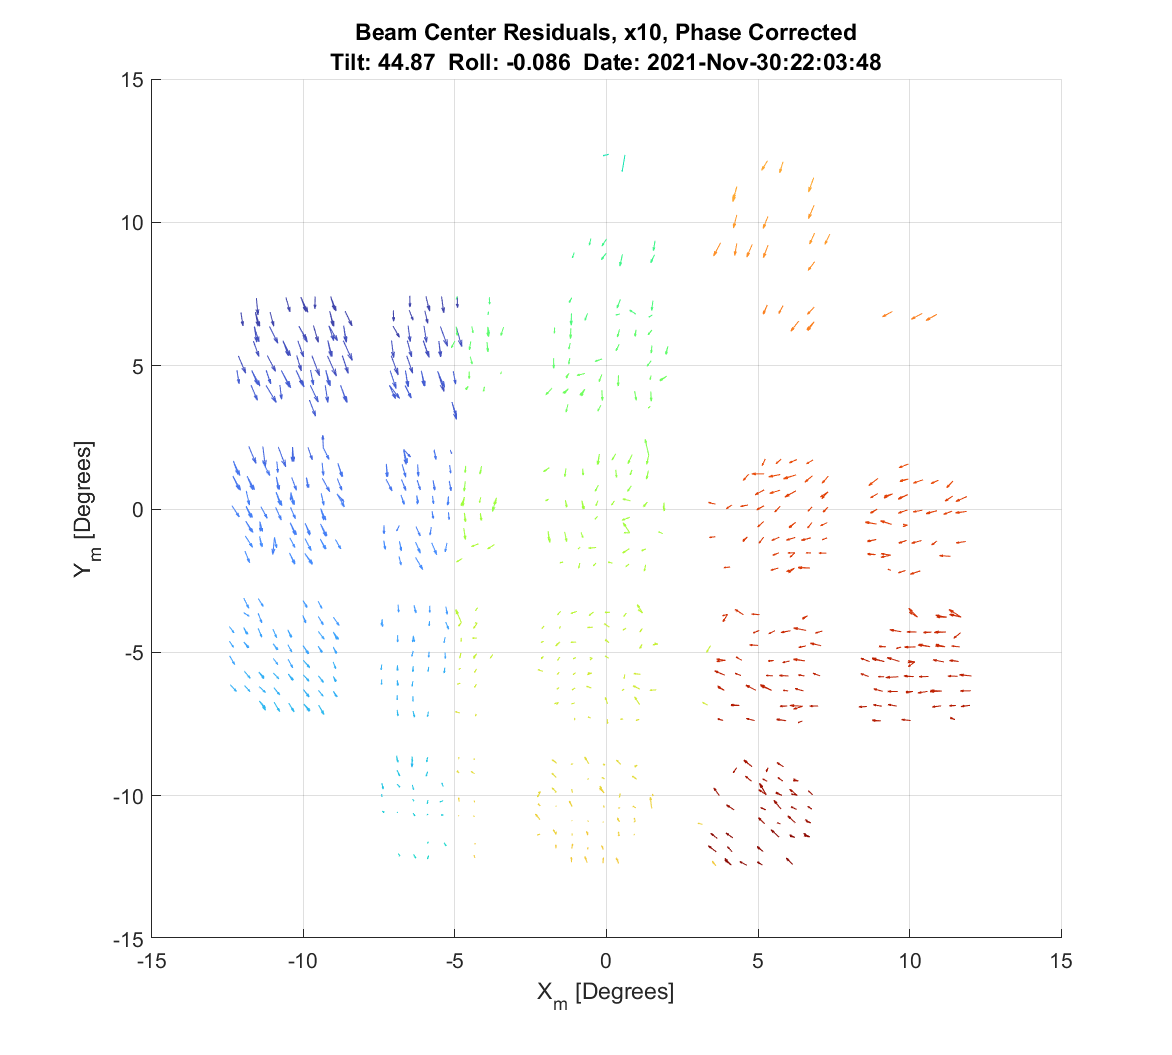 Beam Center Residuals, x10, Phase Corrected
Tilt: 44.87 Roll: -0.086 Date: 2021-Nov-30:22:03:48
15
10
5
0
-5
-10
-15
Y_m [Degrees]
-15 -10 -5 0 5 10 15
X_m [Degrees]